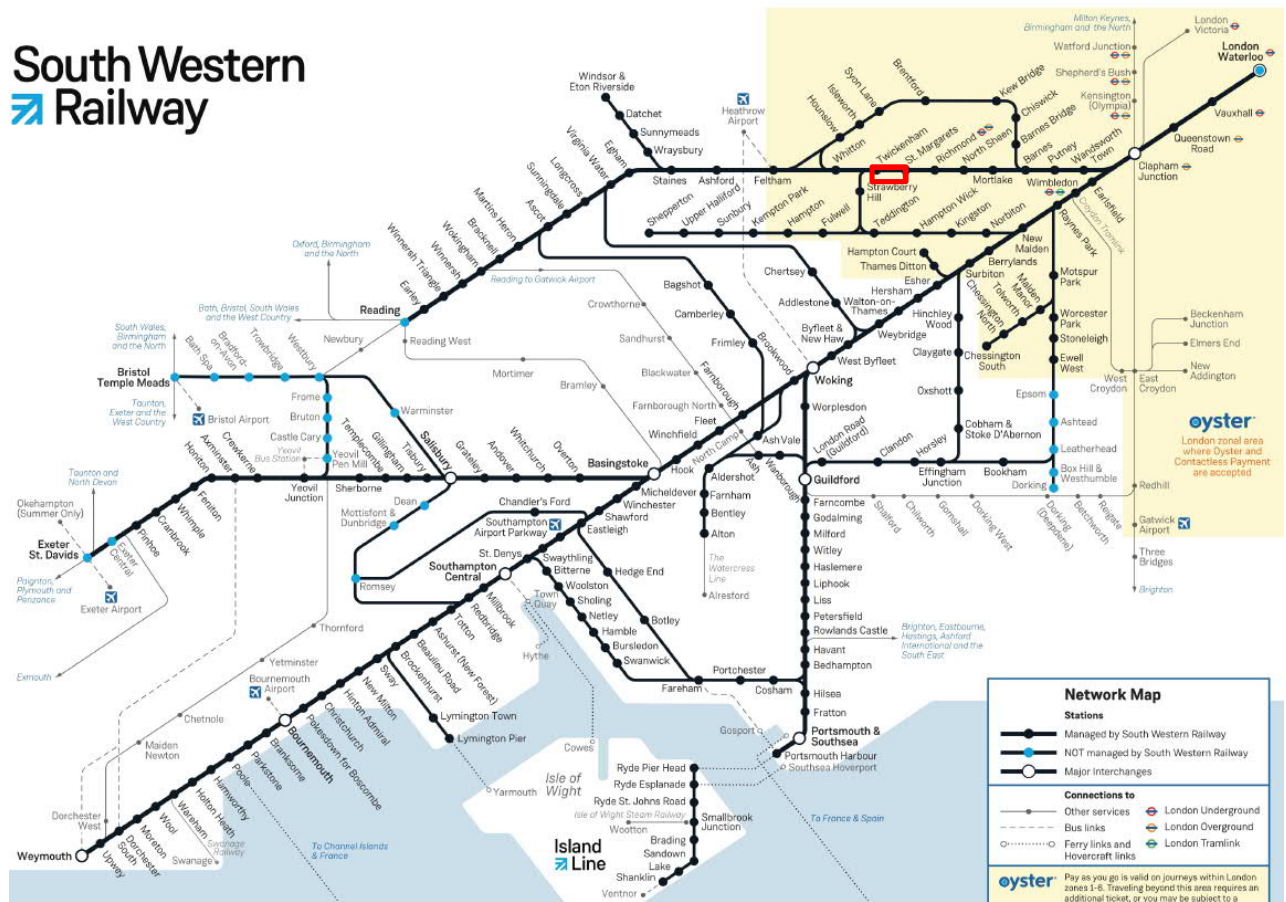 South Western
Railway
Windsor &
Eton Riverside
Datchet
Sunnymeads
Wraysbury
Virginia Water
Egham
Longcross
Sunningdale
Ascot
Martins Heron
Bracknell
Wokingham
Winnersh
Winnersh Triangle
Earley
Reading
Staines
Ashford
Feltham
Heathrow
Airport
Hounslow
Isleworth
Syon Lane
Brentford
Kew Bridge
Chiswick
Barnes Bridge
Whitton
Twickenham
St. Margarets
Richmond
North Sheen
Mortlake
Barnes
Putney
Wandsworth
Town
Wimbledon
Earlsfield
Clapham
Junction
Queenstown
Road
Vauxhall
London
Waterloo
London
Victoria
Milton Keynes,
Birmingham and the North
Watford Junction
Shepherd's Bush
Kensington
(Olympia)
Strawberry
Hill
Shepperton
Upper Halliford
Sunbury
Kempton Park
Hampton
Fulwell
Teddington
Hampton Wick
Kingston
Norbiton
New
Malden
Raynes Park
Croydon Tramlink
Hampton Court
Thames Ditton
Berrylands
Surbiton
Esher
Hersham
Walton-on-
Thames
Weybridge
Byfleet &
New Haw
West Byfleet
Woking
Chertsey
Addlestone
Malden
Manor
Tolworth
Chessington
North
Chessington
South
Motspur
Park
Worcester
Park
Stoneleigh
Ewell
West
Epsom
Ashtead
Leatherhead
Box Hill &
Westhumble
Dorking
Hinchley
Wood
Claygate
Oxshott
Cobham &
Stoke D'Abernon
Bookham
Effingham
Junction
Horsley
Clandon
London Road
(Guildford)
Guildford
Worplesdon
Beckenham
Junction
Elmers End
New
Addington
West
Croydon
East
Croydon
oyster
London zonal area
where Oyster and
Contactless Payment
are accepted
Redhill
Gatwick
Airport
Three
Bridges
Brighton
Shalford
Chilworth
Gomshall
Dorking West
Dorking
(Deepdene)
Betchworth
Reigate
Oxford, Birmingham
and the North
Reading to Gatwick Airport
Bath, Bristol, South Wales
and the West Country
South Wales,
Birmingham
and the North
Bristol
Temple Meads
Taunton,
Exeter and the
West Country
Bristol Airport
Bath Spa
Bradford-
on-Avon
Trowbridge
Westbury
Newbury
Reading West
Mortimer
Bramley
Crowthorne
Sandhurst
Blackwater
Farnborough North
North Camp
Bagshot
Camberley
Frimley
Brookwood
Farnborough
Fleet
Winchfield
Hook
Basingstoke
Ash Vale
Ash
Wanborough
Aldershot
Farnham
Bentley
Alton
The
Watercress
Line
Alresford
Frome
Bruton
Castle Cary
Yeovil
Pen Mill
Yeovil
Bus Station
Yeovil
Junction
Warminster
Salisbury
Tisbury
Gillingham
Templecombe
Sherborne
Grateley
Andover
Whitchurch
Overton
Crewkerne
Axminster
Honiton
Feniton
Whimple
Cranbrook
Pinhoe
Exeter
Central
Exeter
St. Davids
Taunton and
North Devon
Okehampton
(Summer Only)
Paignton,
Plymouth and
Penzance
Exeter Airport
Exmouth
Dean
Mottisfont &
Dunbridge
Romsey
Chandler's Ford
Southampton
Airport Parkway
Micheldever
Winchester
Shawford
Eastleigh
St. Denys
Southampton
Central
Swaythling
Bitterne
Woolston
Sholing
Netley
Hamble
Bursledon
Swanwick
Hedge End
Botley
Fareham
Portchester
Cosham
Farncombe
Godalming
Milford
Witley
Haslemere
Liphook
Liss
Petersfield
Rowlands Castle
Havant
Bedhampton
Hilsea
Fratton
Portsmouth &
Southsea
Portsmouth Harbour
Southsea Hoverport
Gosport
Brighton, Eastbourne,
Hastings, Ashford
International and the
South East
Town
Quay
Hythe
Millbrook
Redbridge
Totton
Ashurst (New Forest)
Beaulieu Road
Brockenhurst
Sway
New Milton
Hinton Admiral
Christchurch
Pokesdown for Boscombe
Bournemouth
Branksome
Parkstone
Poole
Hamworthy
Holton Heath
Wareham
Wool
Moreton
Dorchester
South
Upwey
Weymouth
Lymington Town
Lymington Pier
Yarmouth
Cowes
Thornford
Yetminster
Chetnole
Maiden
Newton
Dorchester
West
Bournemouth
Airport
Swanage
Railway
Swanage
To Channel Islands
& France
Isle of
Wight
Ryde Pier Head
Ryde Esplanade
Ryde St. Johns Road
Isle of Wight Steam Railway
Wootton
Smallbrook
Junction
Brading
Sandown
Lake
Shanklin
Ventnor
Island
Line
To France & Spain
Network Map
Stations
Managed by South Western Railway
NOT managed by South Western Railway
Major Interchanges
Connections to
Other services
Bus links
Ferry links and
Hovercraft links
London Underground
London Overground
London Tramlink
oyster
Pay as you go is valid on journeys within London
zones 1-6. Traveling beyond this area requires an
additional ticket, or you may be subject to a